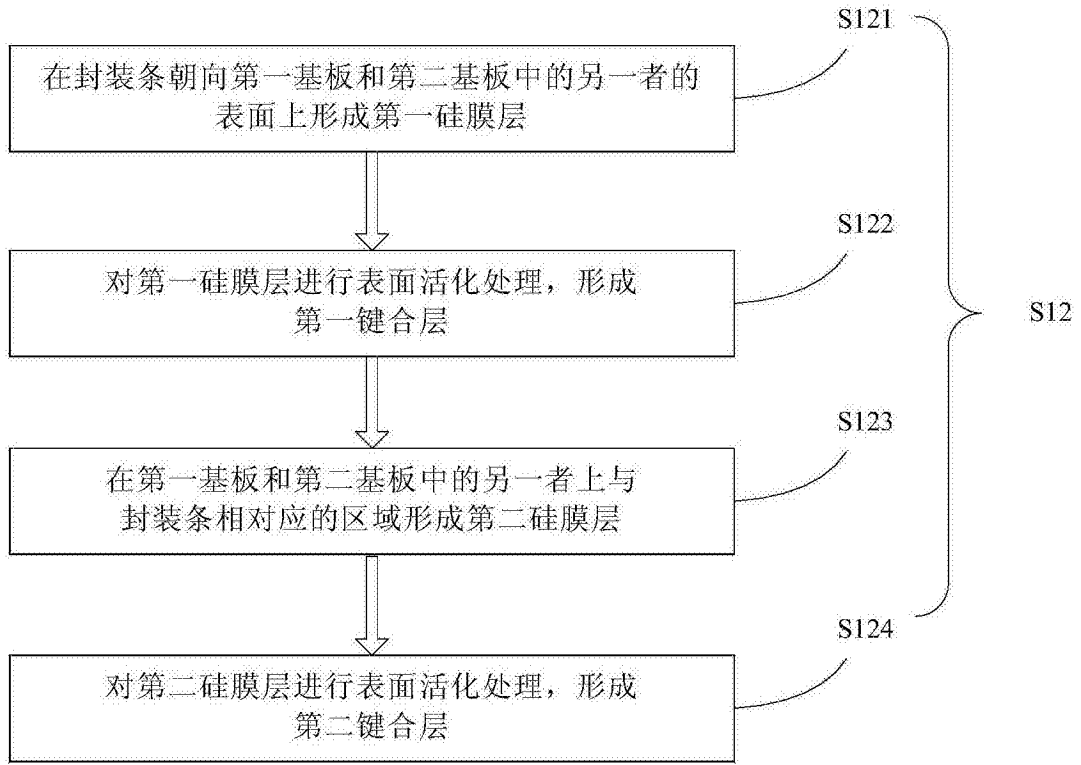 S121
在封装条朝向第一基板和第二基板中的另一者的
表面上形成第一硅膜层
S122
对第一硅膜层进行表面活化处理，形成
第一键合层
S12
S123
在第一基板和第二基板中的另一者上与
封装条相对应的区域形成第二硅膜层
S124
对第二硅膜层进行表面活化处理，形成
第二键合层